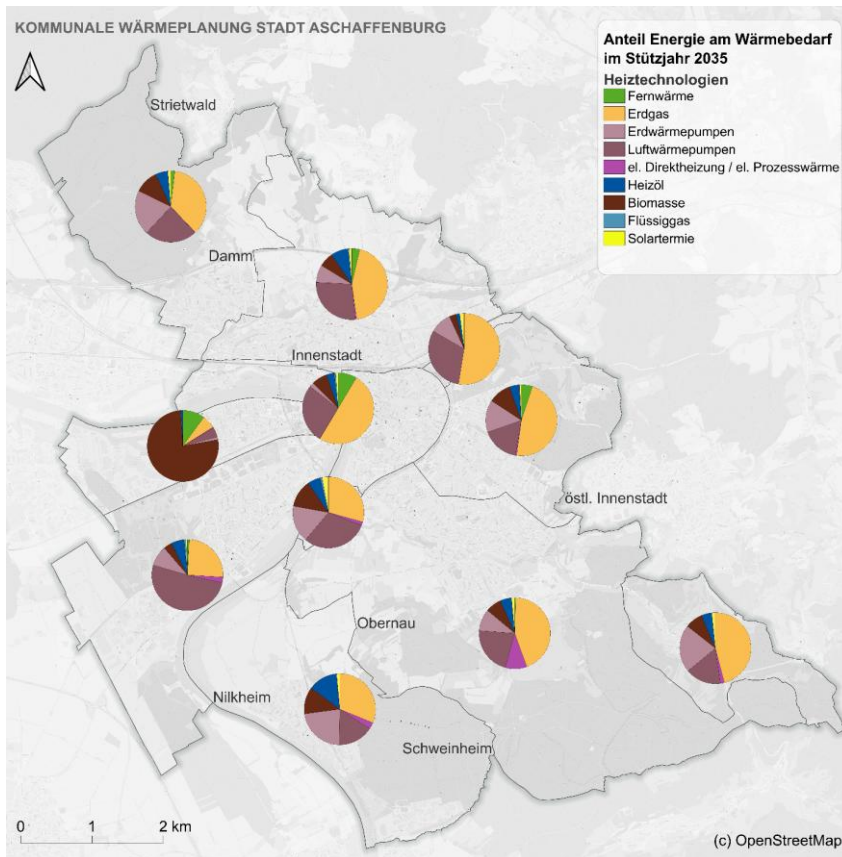 KOMMUNALE WÄRMEPLANUNG STADT ASCHAFFENBURG
Anteil Energie am Wärmebedarf
im Stützjahr 2035
Heiztechnologien
Fernwärme
Erdgas
Erdwärmepumpen
Luftwärmepumpen
el. Direktheizung / el. Prozesswärme
Heizöl
Biomasse
Flüssiggas
Solartermie
Strietwald
Damm
Innenstadt
östl. Innenstadt
Obernau
Nilkheim
Schweinheim
0 1 2 km
(c) OpenStreetMap